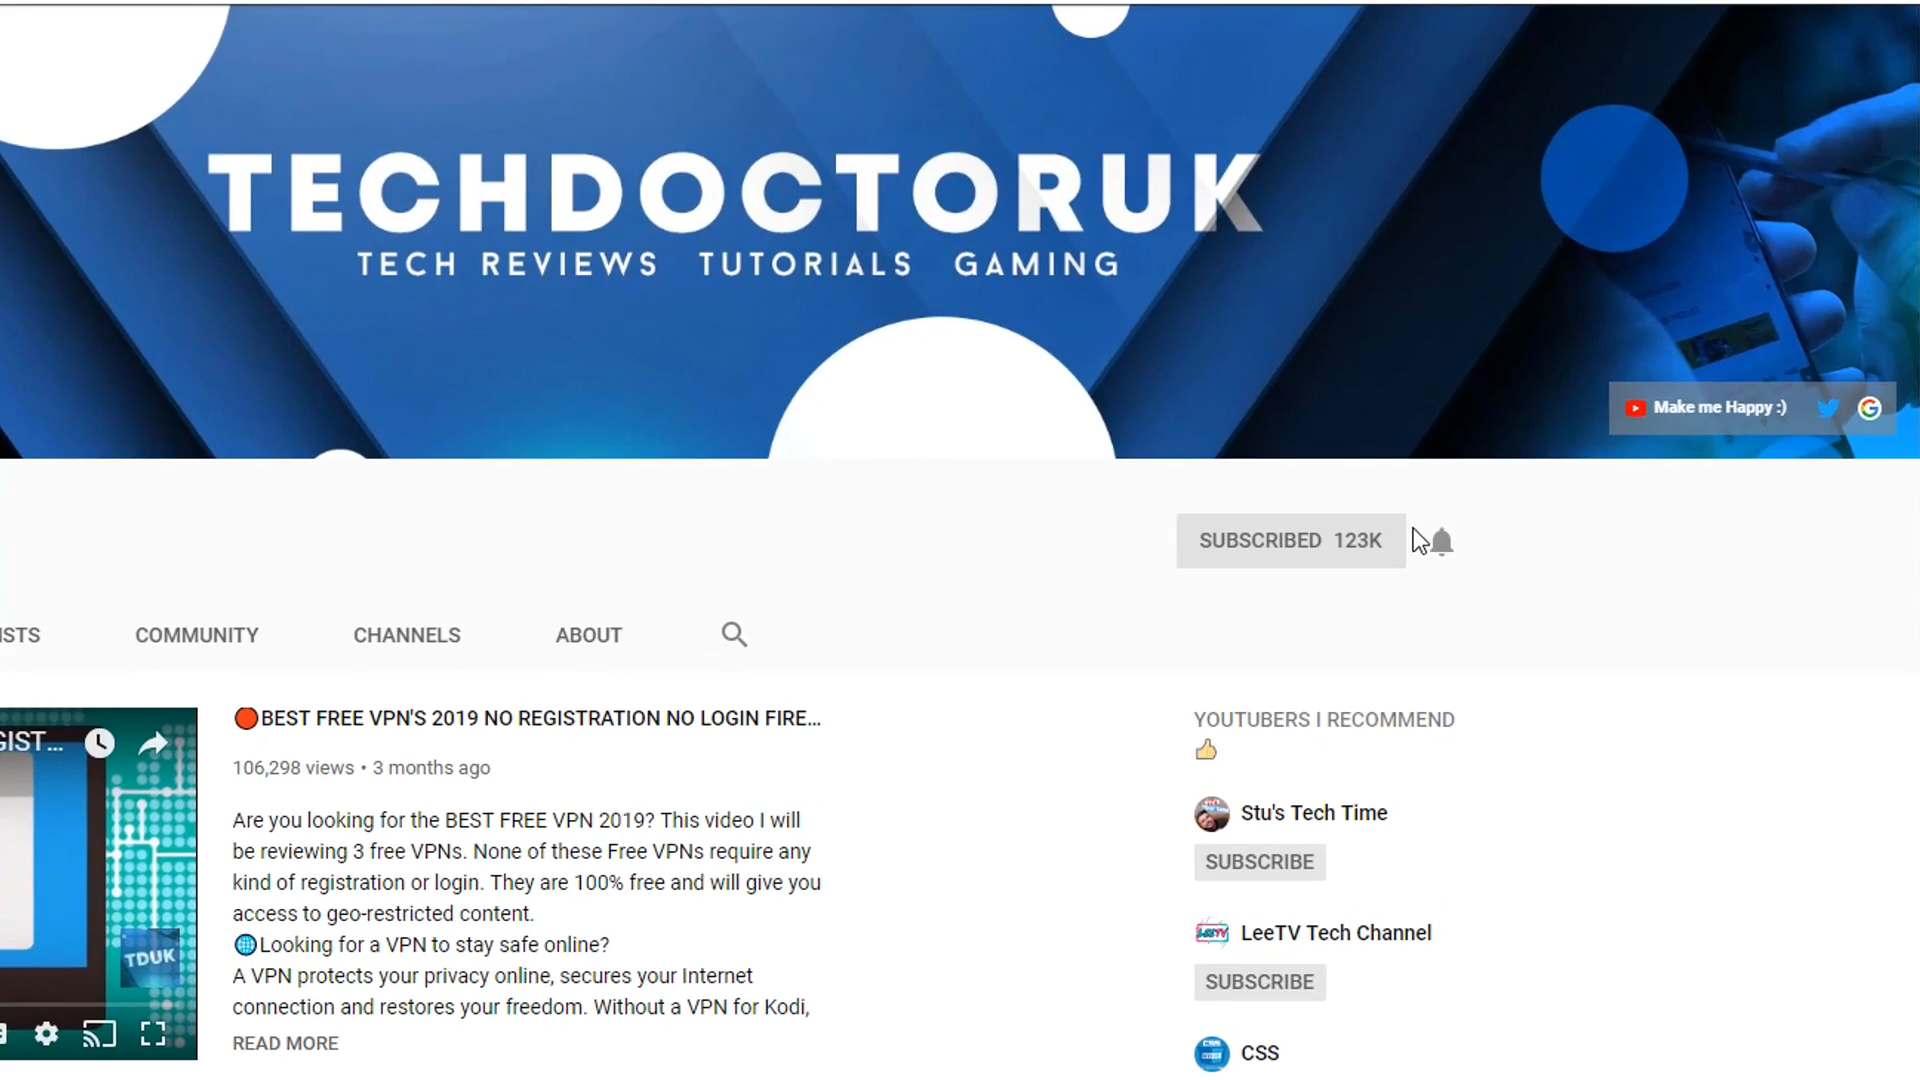 TECHDOCTORUK
TECH REVIEWS TUTORIALS GAMING
Make me Happy :)
SUBSCRIBED 123K
ISTS
COMMUNITY
CHANNELS
ABOUT
GIST...
TDUK
🔴BEST FREE VPN'S 2019 NO REGISTRATION NO LOGIN FIRE...
106,298 views • 3 months ago
Are you looking for the BEST FREE VPN 2019? This video I will
be reviewing 3 free VPNs. None of these Free VPNs require any
kind of registration or login. They are 100% free and will give you
access to geo-restricted content.
🌐Looking for a VPN to stay safe online?
A VPN protects your privacy online, secures your Internet
connection and restores your freedom. Without a VPN for Kodi,
READ MORE
YOUTUBERS I RECOMMEND
👍
Stu's Tech Time
SUBSCRIBE
LeeTV Tech Channel
SUBSCRIBE
CSS